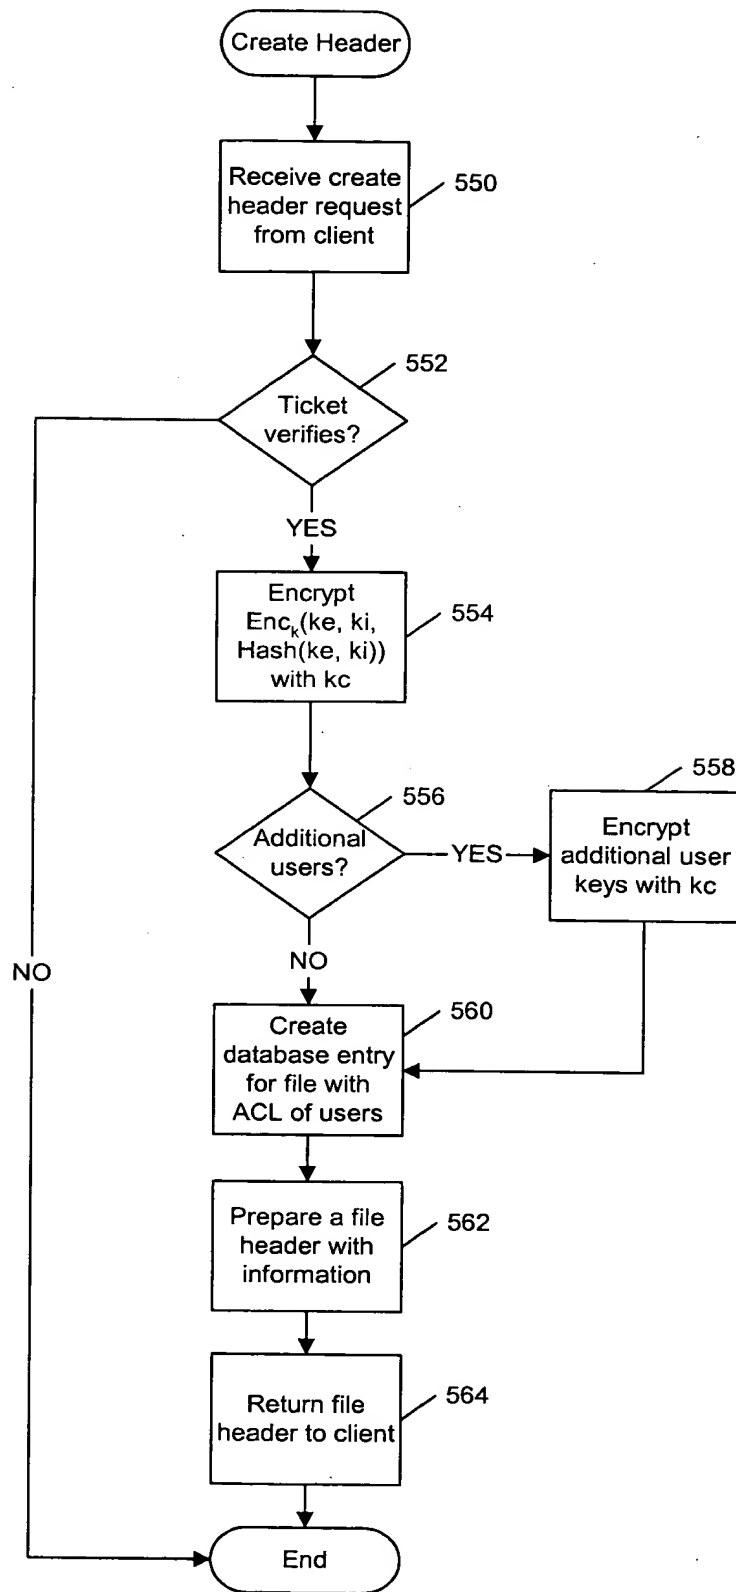 Create Header
Receive create
header request
from client
550
552
Ticket
verifies?
YES
Encrypt
Enck(ke, ki,
Hash(ke, ki))
with kc
554
556
Additional
users?
YES
558
Encrypt
additional user
keys with kc
NO
NO
Create
database entry
for file with
ACL of users
560
Prepare a file
header with
information
562
Return file
header to client
564
End